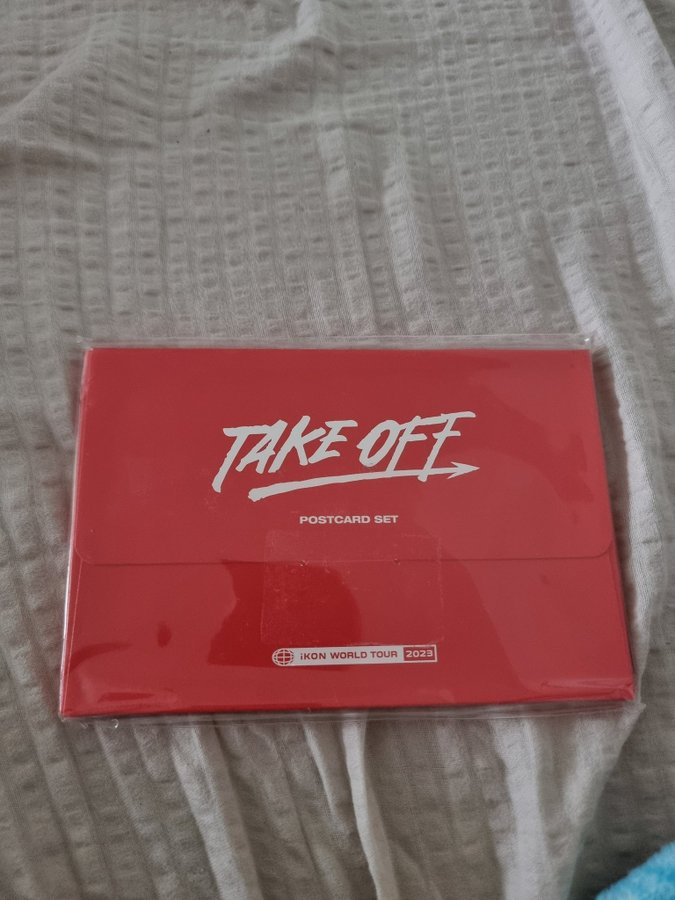 TAKE OFF
POSTCARD SET
iKON WORLD TOUR 2023